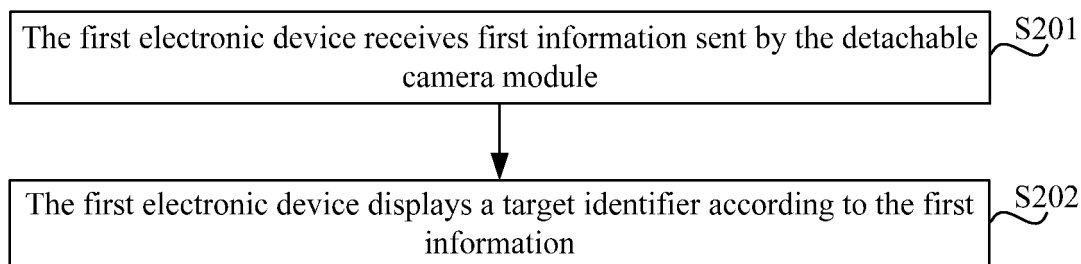 The first electronic device receives first information sent by the detachable
camera module
S201
The first electronic device displays a target identifier according to the first
information
S202